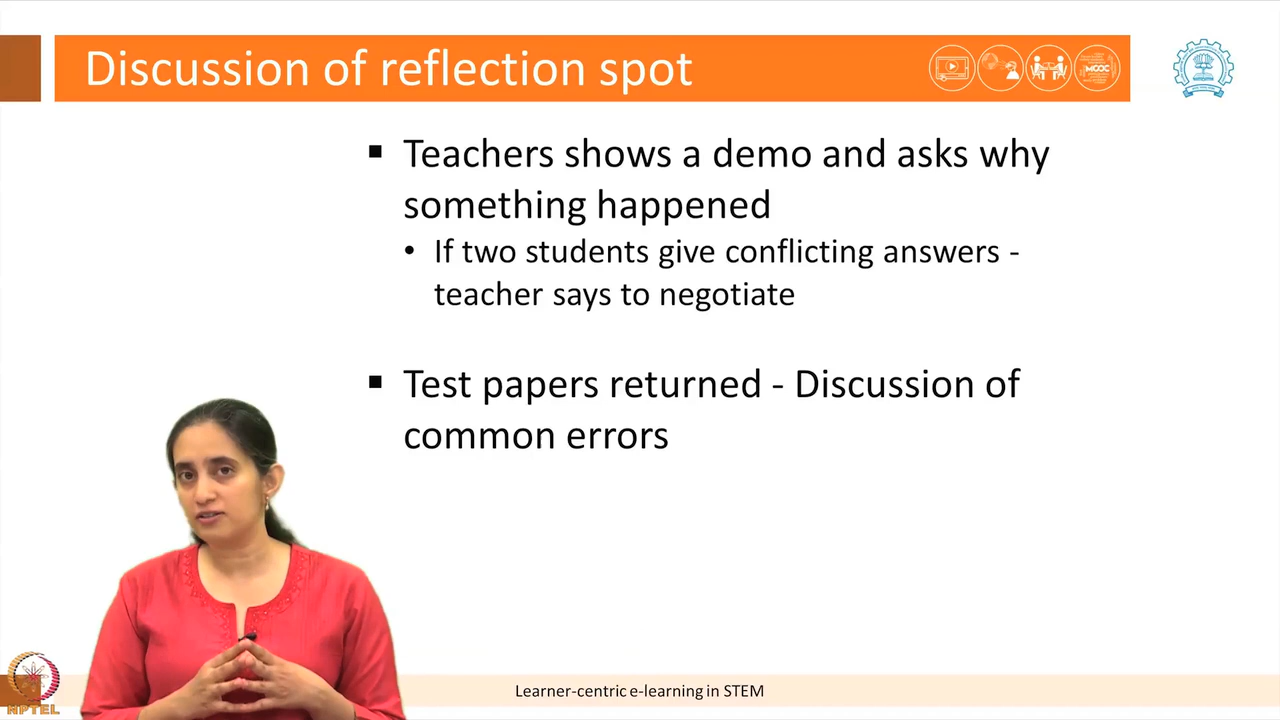 Discussion of reflection spot
MOOC
▪ Teachers shows a demo and asks why
something happened
• If two students give conflicting answers -
teacher says to negotiate
▪ Test papers returned - Discussion of
common errors
NPTEL
Learner-centric e-learning in STEM